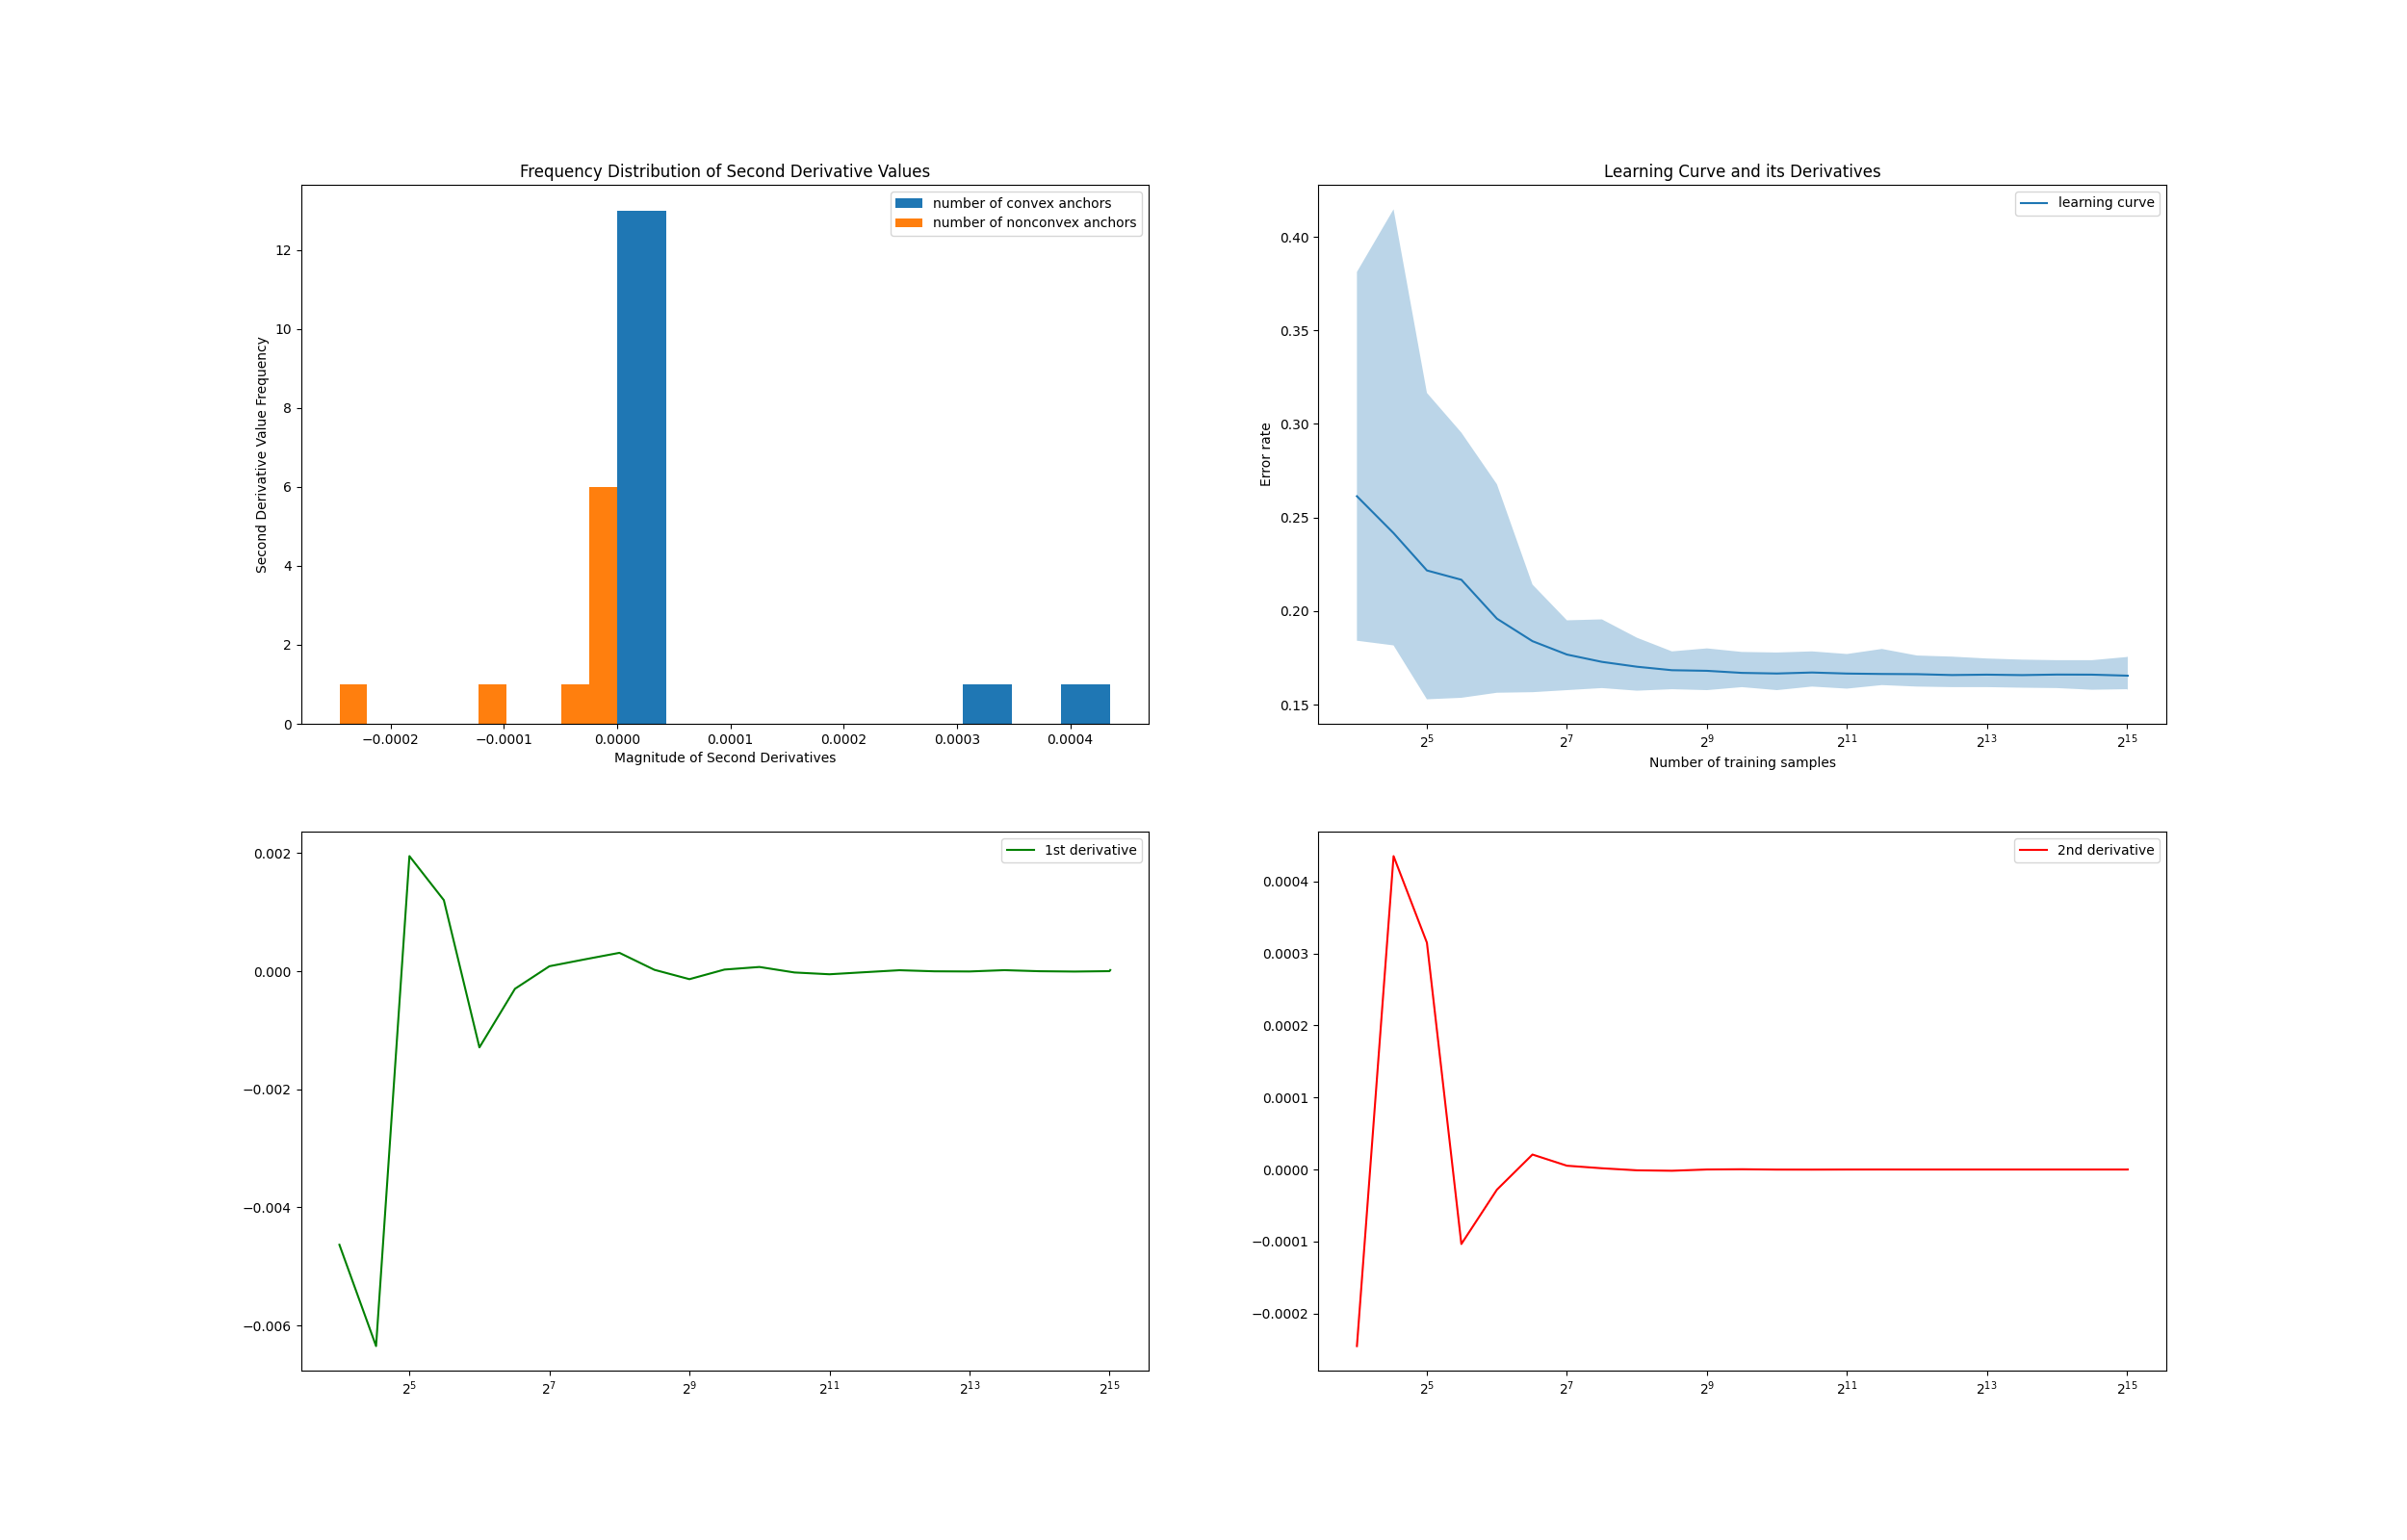 Frequency Distribution of Second Derivative Values
number of convex anchors
number of nonconvex anchors
12
10
8
6
4
2
0
Second Derivative Value Frequency
−0.0002 −0.0001 0.0000 0.0001 0.0002 0.0003 0.0004
Magnitude of Second Derivatives
Learning Curve and its Derivatives
learning curve
0.40
0.35
0.30
0.25
0.20
0.15
Error rate
2^5 2^7 2^9 2^11 2^13 2^15
Number of training samples
1st derivative
0.002
0.000
−0.002
−0.004
−0.006
2^5 2^7 2^9 2^11 2^13 2^15
2nd derivative
0.0004
0.0003
0.0002
0.0001
0.0000
−0.0001
−0.0002
2^5 2^7 2^9 2^11 2^13 2^15